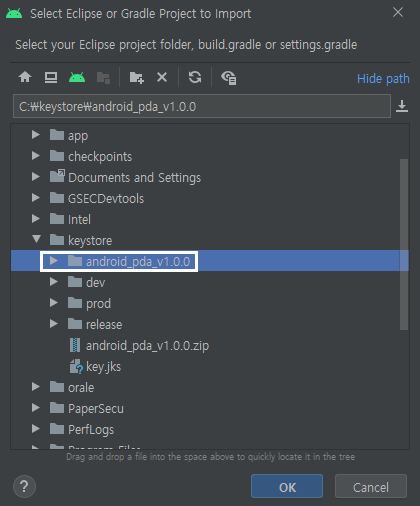 Select Eclipse or Gradle Project to Import
Select your Eclipse project folder, build.gradle or settings.gradle
Hide path
C:₩keystore₩android_pda_v1.0.0
app
checkpoints
Documents and Settings
GSECDevtools
Intel
keystore
android_pda_v1.0.0
dev
prod
release
android_pda_v1.0.0.zip
key.jks
orale
PaperSecu
PerfLogs
Program Files
Drag and drop a file into the space above to quickly locate it in the tree
?
OK
Cancel